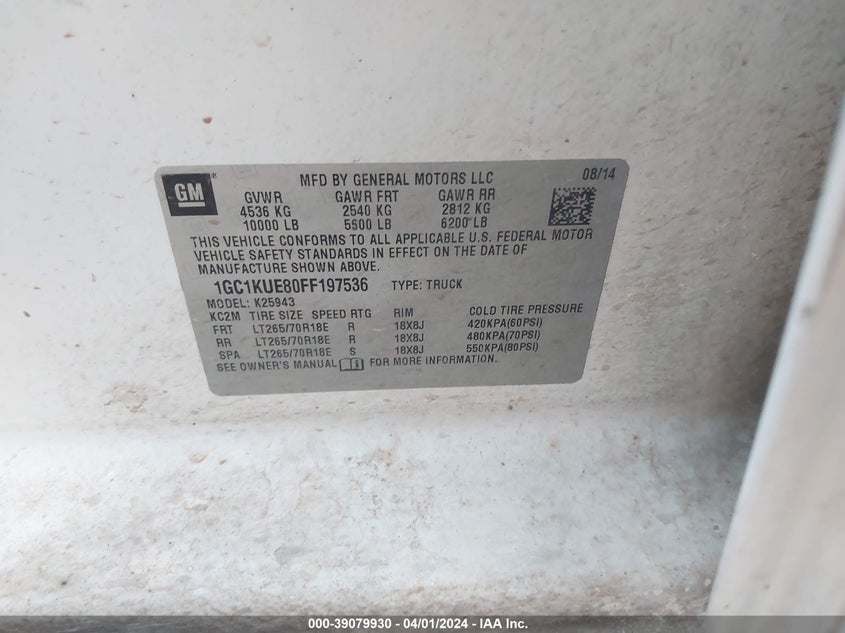 GM
MFD BY GENERAL MOTORS LLC 08/14
GVWR GAWR FRT GAWR RR
4536 KG 2540 KG 2812 KG
10000 LB 5600 LB 6200 LB
THIS VEHICLE CONFORMS TO ALL APPLICABLE U.S. FEDERAL MOTOR
VEHICLE SAFETY STANDARDS IN EFFECT ON THE DATE OF
MANUFACTURE SHOWN ABOVE.
1GC1KUE80FF197536 TYPE: TRUCK
MODEL: K25943
KC2M TIRE SIZE SPEED RTG RIM COLD TIRE PRESSURE
FRT LT265/70R18E R 18X8J 420KPA(60PSI)
RR LT265/70R18E R 18X8J 480KPA(70PSI)
SPA LT265/70R18E S 18X8J 550KPA(80PSI)
SEE OWNER'S MANUAL FOR MORE INFORMATION.
000-39079930 - 04/01/2024 - IAA Inc.